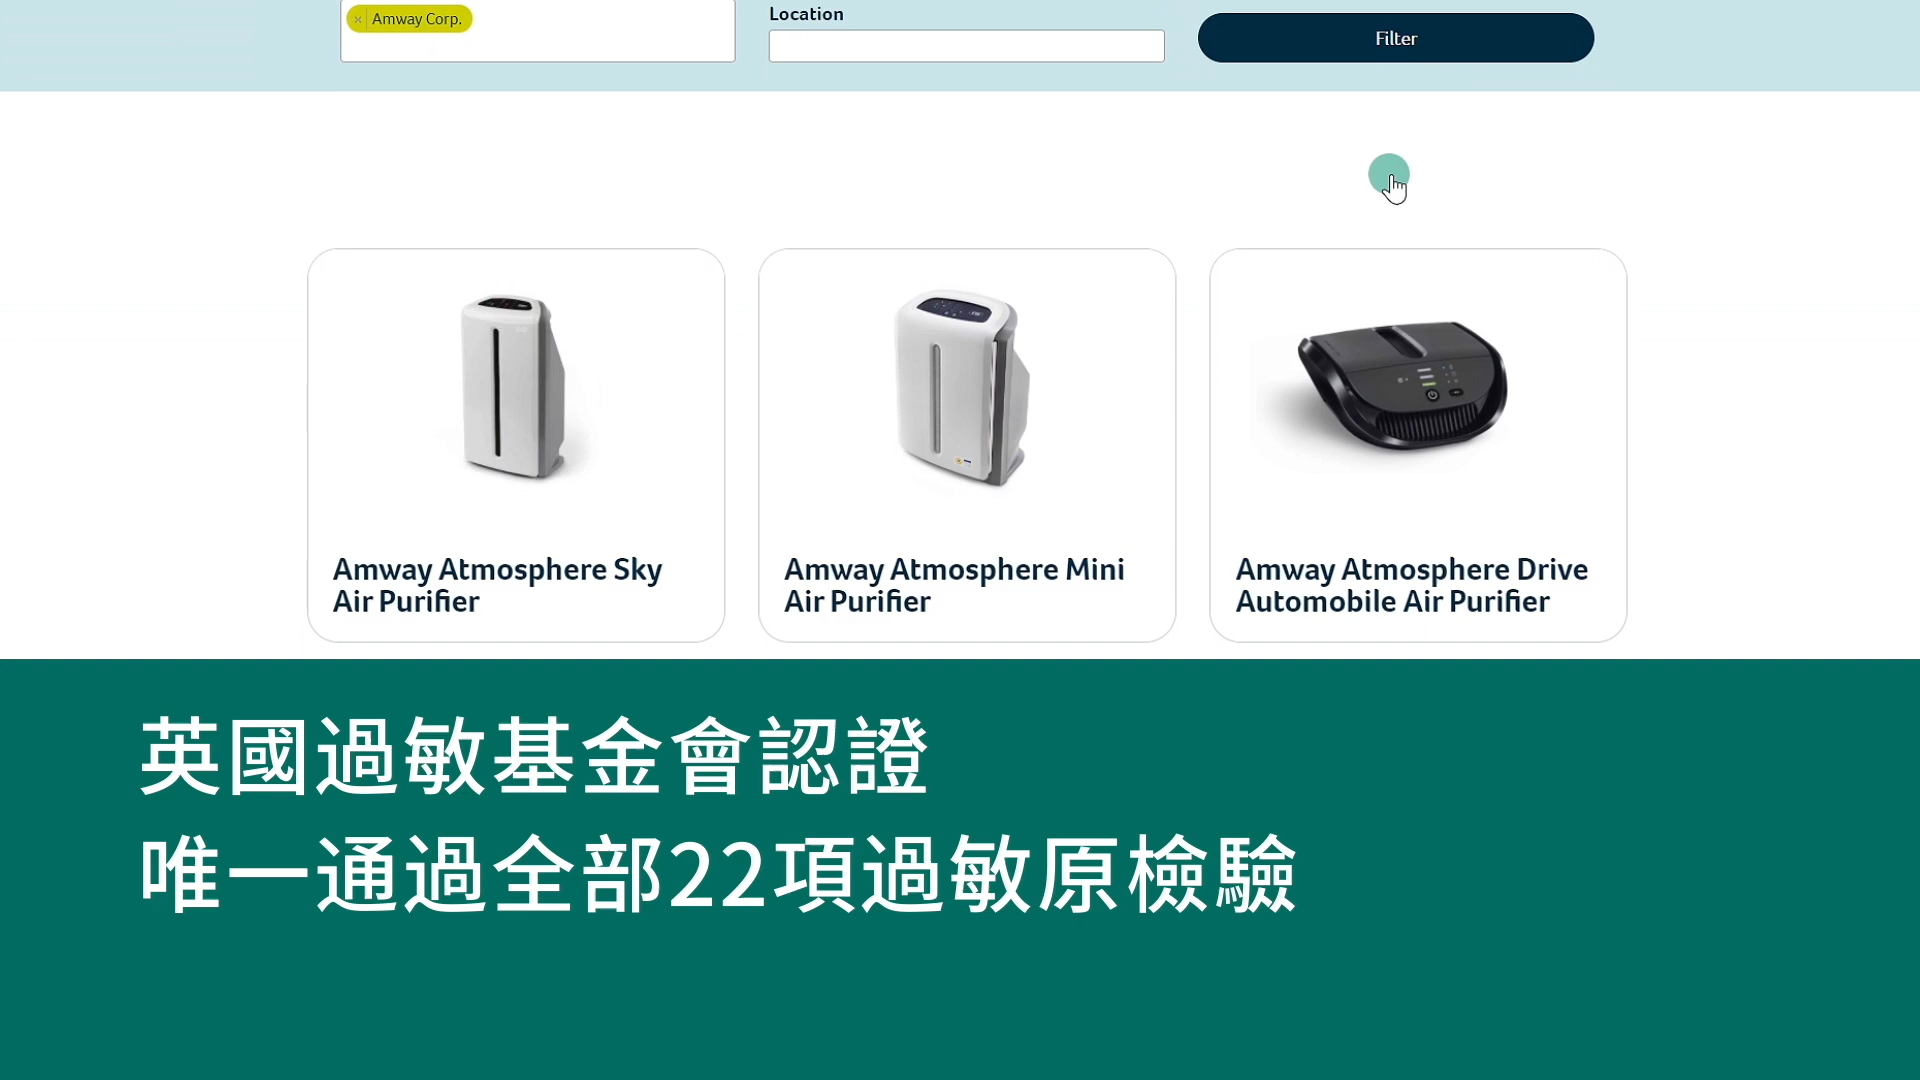 × Amway Corp.
Location
Filter
Amway Atmosphere Sky
Air Purifier
Amway Atmosphere Mini
Air Purifier
Amway Atmosphere Drive
Automobile Air Purifier
英國過敏基金會認證
唯一通過全部22項過敏原檢驗